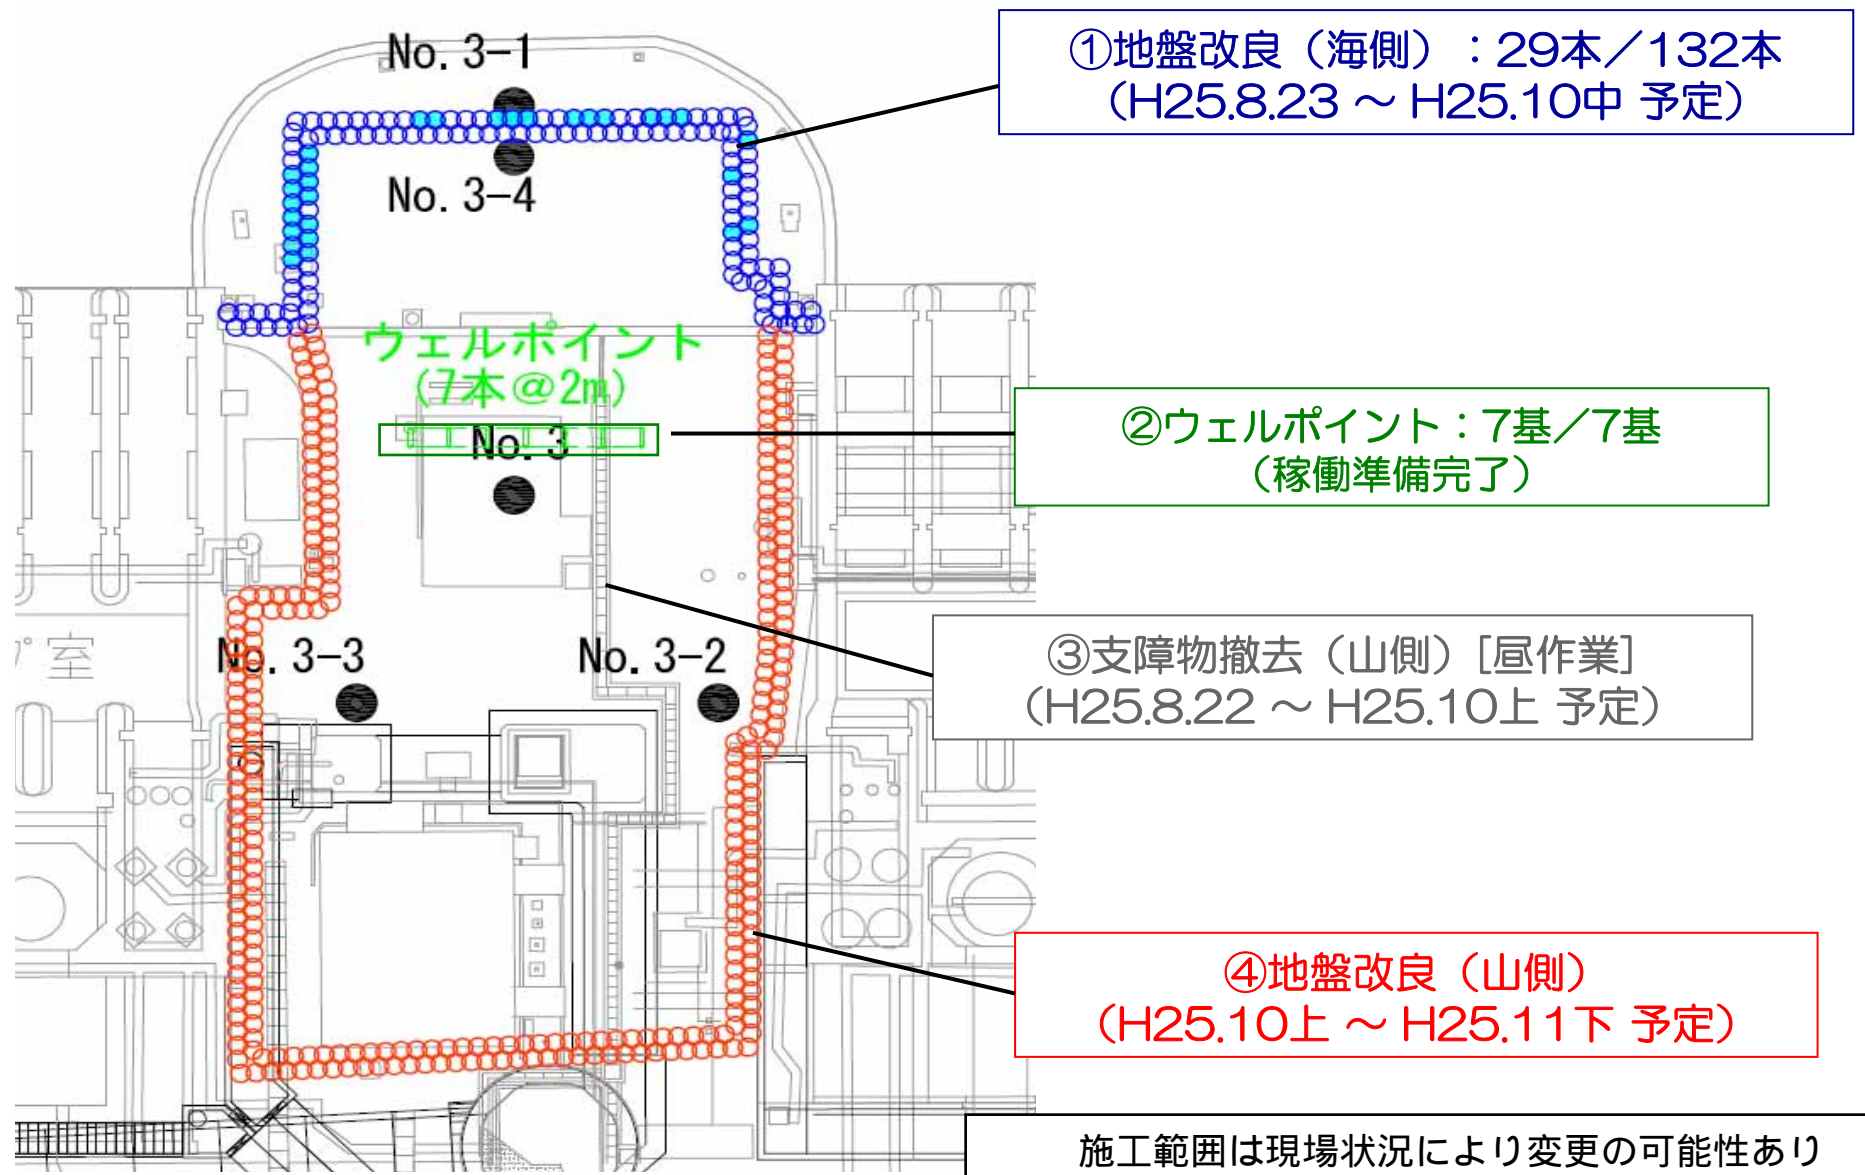 No. 3-1
①地盤改良（海側）：29本／132本
（H25.8.23 ～ H25.10中 予定）
No. 3-4
ウェルポイント
(7本@2m)
No. 3
②ウェルポイント：7基／7基
（稼働準備完了）
No. 3-3
No. 3-2
プ室
③支障物撤去（山側）[昼作業]
（H25.8.22 ～ H25.10上 予定）
④地盤改良（山側）
（H25.10上 ～ H25.11下 予定）
施工範囲は現場状況により変更の可能性あり